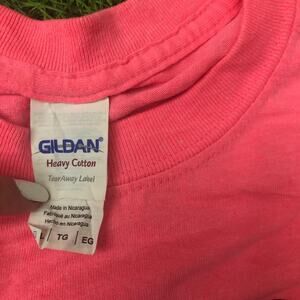 GILDAN®
Heavy Cotton
TearAway Label
Made in Nicaragua
Fabriqué au Nicaragua
Hecho en Nicaragua
L TG EG